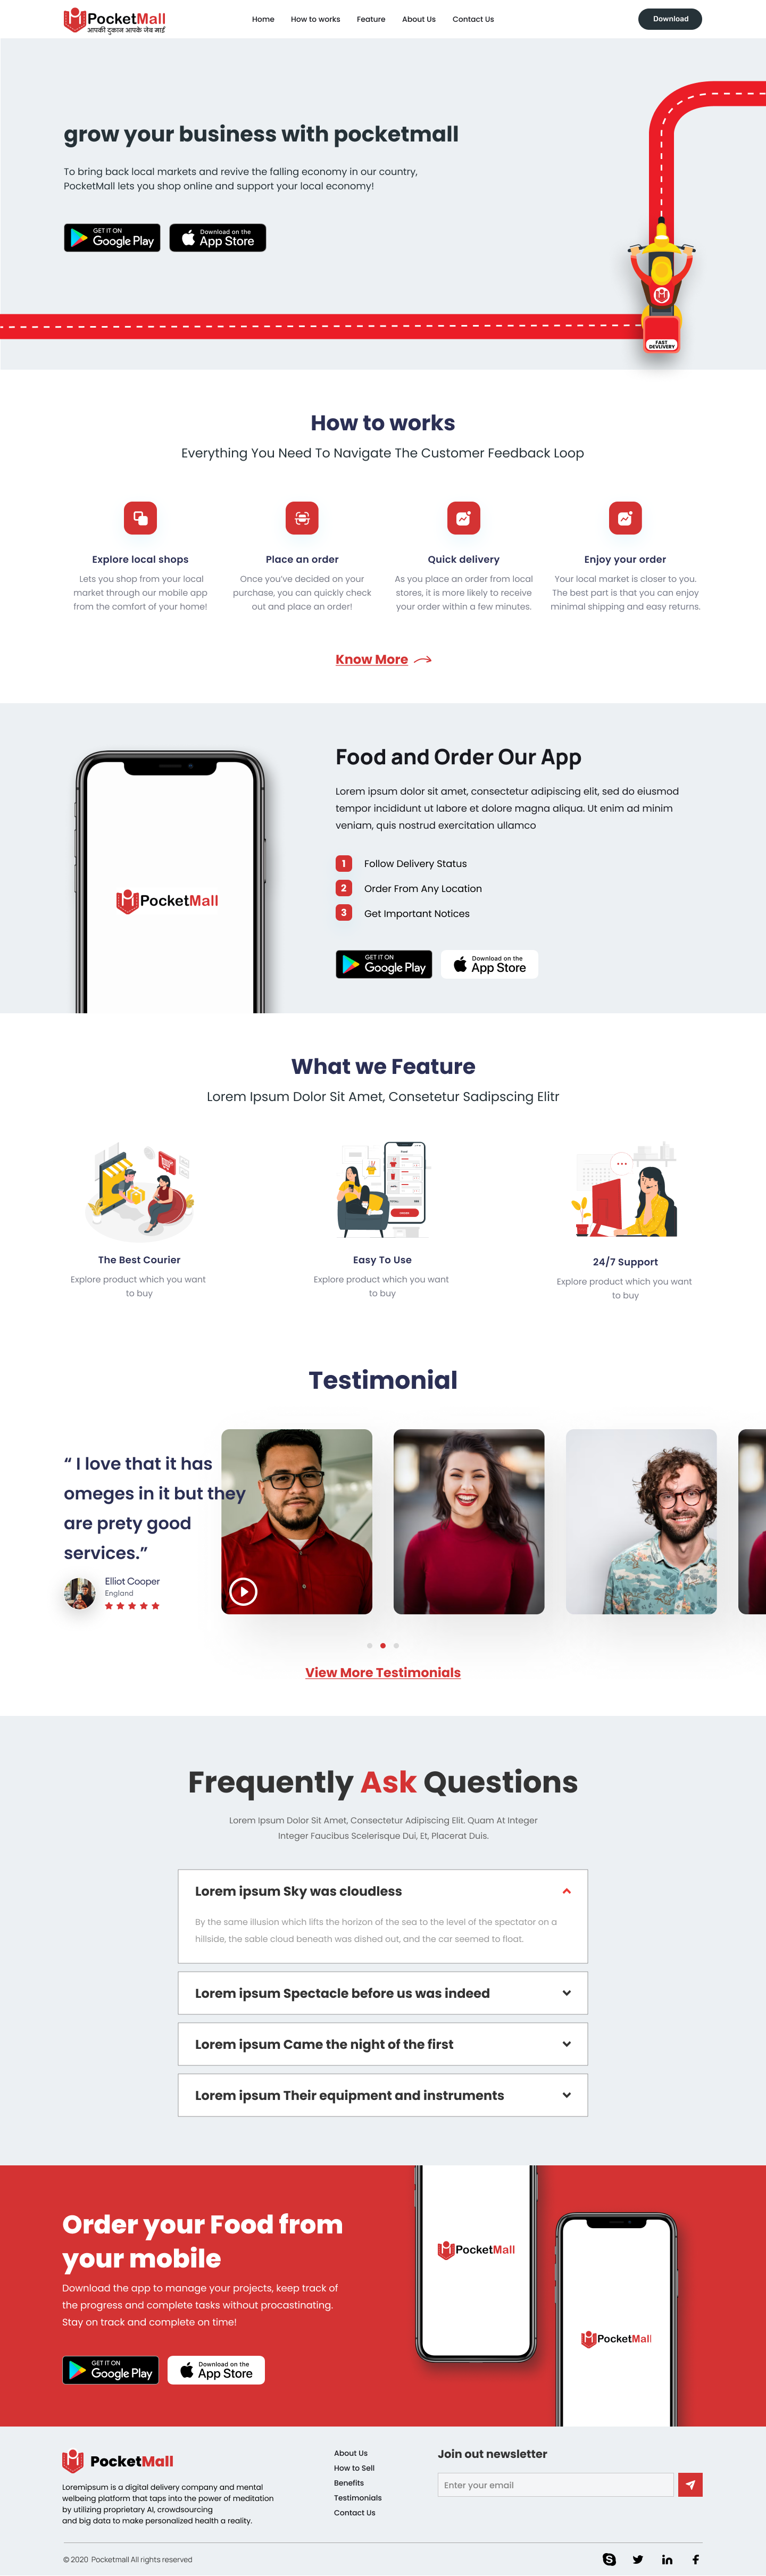 PocketMall
आपकी दुकान आपके जेब माई
Home How to works Feature About Us Contact Us
Download
grow your business with pocketmall
To bring back local markets and revive the falling economy in our country,
PocketMall lets you shop online and support your local economy!
GET IT ON
Google Play
Download on the
App Store
FAST
DEVLIVERY
How to works
Everything You Need To Navigate The Customer Feedback Loop
Explore local shops
Lets you shop from your local
market through our mobile app
from the comfort of your home!
Place an order
Once you've decided on your
purchase, you can quickly check
out and place an order!
Quick delivery
As you place an order from local
stores, it is more likely to receive
your order within a few minutes.
Enjoy your order
Your local market is closer to you.
The best part is that you can enjoy
minimal shipping and easy returns.
Know More
PocketMall
Food and Order Our App
Lorem ipsum dolor sit amet, consectetur adipiscing elit, sed do eiusmod
tempor incididunt ut labore et dolore magna aliqua. Ut enim ad minim
veniam, quis nostrud exercitation ullamco
1 Follow Delivery Status
2 Order From Any Location
3 Get Important Notices
GET IT ON
Google Play
Download on the
App Store
What we Feature
Lorem Ipsum Dolor Sit Amet, Consetetur Sadipscing Elitr
The Best Courier
Explore product which you want
to buy
Easy To Use
Explore product which you want
to buy
24/7 Support
Explore product which you want
to buy
Testimonial
“ I love that it has
omeges in it but they
are prety good
services.”
Elliot Cooper
England
View More Testimonials
Frequently Ask Questions
Lorem Ipsum Dolor Sit Amet, Consectetur Adipiscing Elit. Quam At Integer
Integer Faucibus Scelerisque Dui, Et, Placerat Duis.
Lorem ipsum Sky was cloudless
By the same illusion which lifts the horizon of the sea to the level of the spectator on a
hillside, the sable cloud beneath was dished out, and the car seemed to float.
Lorem ipsum Spectacle before us was indeed
Lorem ipsum Came the night of the first
Lorem ipsum Their equipment and instruments
Order your Food from
your mobile
Download the app to manage your projects, keep track of
the progress and complete tasks without procastinating.
Stay on track and complete on time!
GET IT ON
Google Play
Download on the
App Store
PocketMall
PocketMall
PocketMall
Loremipsum is a digital delivery company and mental
welbeing platform that taps into the power of meditation
by utilizing proprietary AI, crowdsourcing
and big data to make personalized health a reality.
About Us
How to Sell
Benefits
Testimonials
Contact Us
Join out newsletter
Enter your email
© 2020 Pocketmall All rights reserved